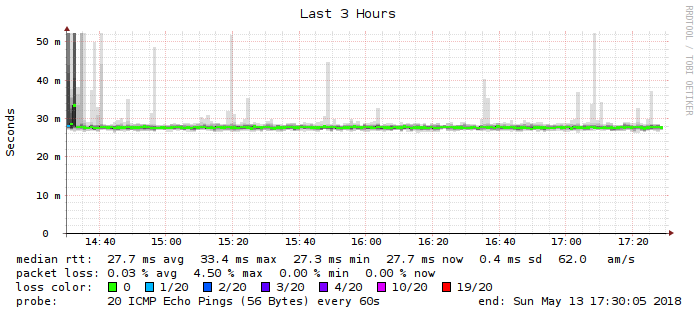 Last 3 Hours
RRDTOOL / TOBI OETIKER
Seconds
50 m
40 m
30 m
20 m
10 m
0
14:40 15:00 15:20 15:40 16:00 16:20 16:40 17:00 17:20
median rtt: 27.7 ms avg 33.4 ms max 27.3 ms min 27.7 ms now 0.4 ms sd 62.0 am/s
packet loss: 0.03 % avg 4.50 % max 0.00 % min 0.00 % now
loss color: 0 1/20 2/20 3/20 4/20 10/20 19/20
probe: 20 ICMP Echo Pings (56 Bytes) every 60s end: Sun May 13 17:30:05 2018